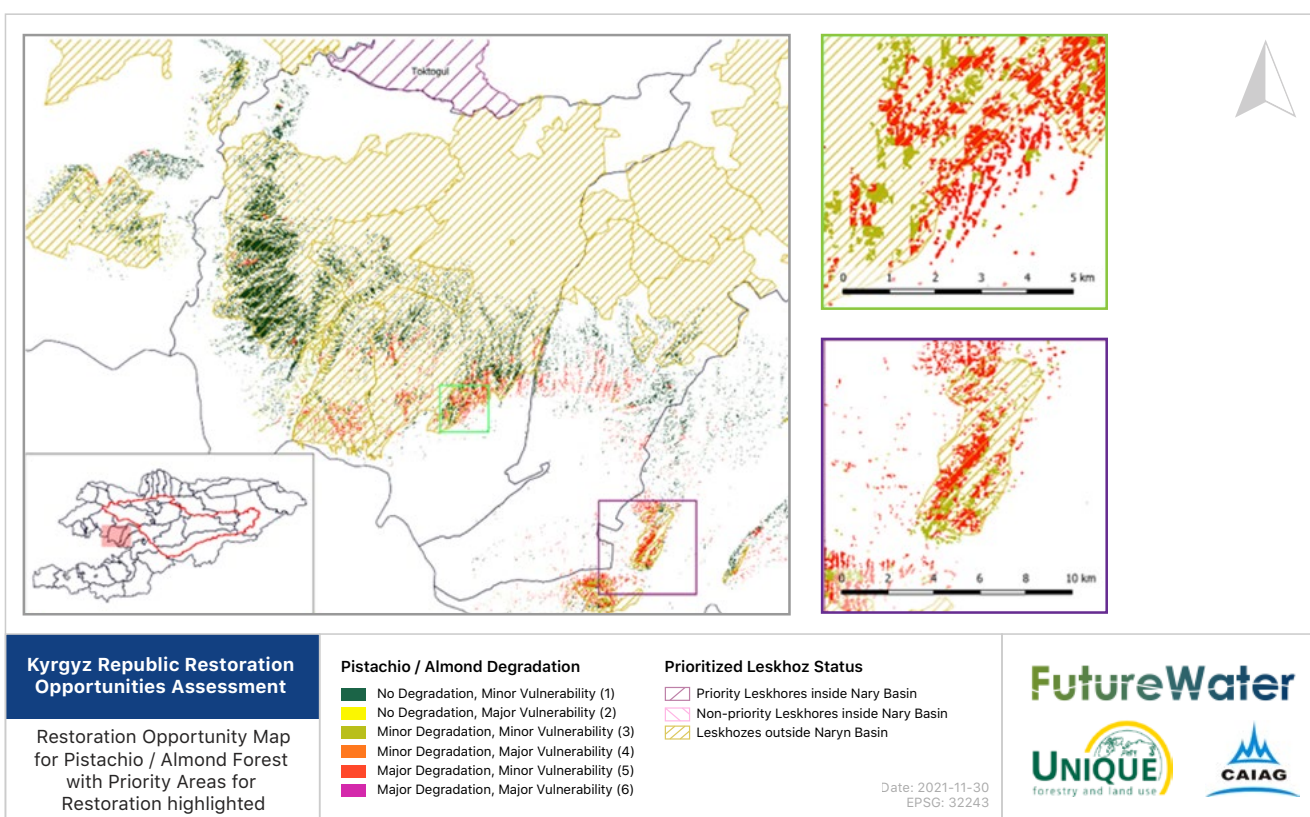 Toktogul
0 1 2 3 4 5 km
0 2 4 6 8 10 km
Kyrgyz Republic Restoration
Opportunities Assessment
Restoration Opportunity Map
for Pistachio / Almond Forest
with Priority Areas for
Restoration highlighted
Pistachio / Almond Degradation
No Degradation, Minor Vulnerability (1)
No Degradation, Major Vulnerability (2)
Minor Degradation, Minor Vulnerability (3)
Minor Degradation, Major Vulnerability (4)
Major Degradation, Minor Vulnerability (5)
Major Degradation, Major Vulnerability (6)
Prioritized Leskhoz Status
Priority Leskhores inside Nary Basin
Non-priority Leskhores inside Nary Basin
Leskhozes outside Naryn Basin
Date: 2021-11-30
EPSG: 32243
FutureWater
UNIQUE
forestry and land use
CAIAG